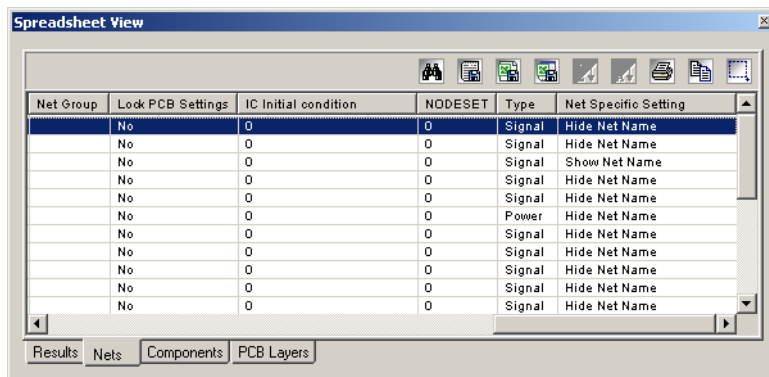 Spreadsheet View
Net Group Lock PCB Settings IC Initial condition NODESET Type Net Specific Setting
No 0 0 Signal Hide Net Name
No 0 0 Signal Hide Net Name
No 0 0 Signal Show Net Name
No 0 0 Signal Hide Net Name
No 0 0 Signal Hide Net Name
No 0 0 Power Hide Net Name
No 0 0 Signal Hide Net Name
No 0 0 Signal Hide Net Name
No 0 0 Signal Hide Net Name
No 0 0 Signal Hide Net Name
No 0 0 Signal Hide Net Name
Results Nets Components PCB Layers